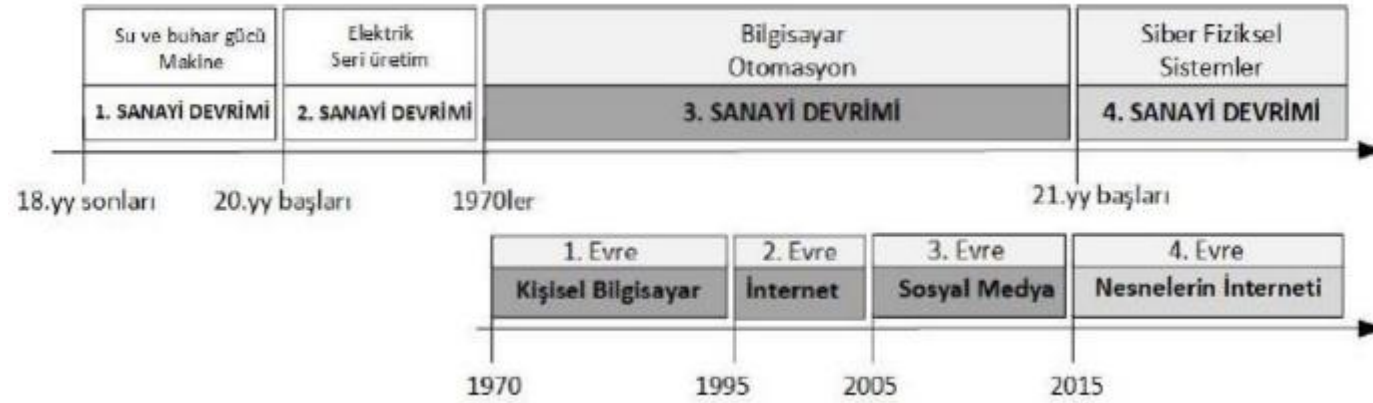 Su ve buhar gücü
Makine
1. SANAYİ DEVRİMİ
Elektrik
Seri üretim
2. SANAYİ DEVRİMİ
Bilgisayar
Otomasyon
3. SANAYİ DEVRİMİ
Siber Fiziksel
Sistemler
4. SANAYİ DEVRİMİ
18.yy sonları
20.yy başları
1970ler
21.yy başları
1. Evre
Kişisel Bilgisayar
2. Evre
İnternet
3. Evre
Sosyal Medya
4. Evre
Nesnelerin İnterneti
1970
1995
2005
2015